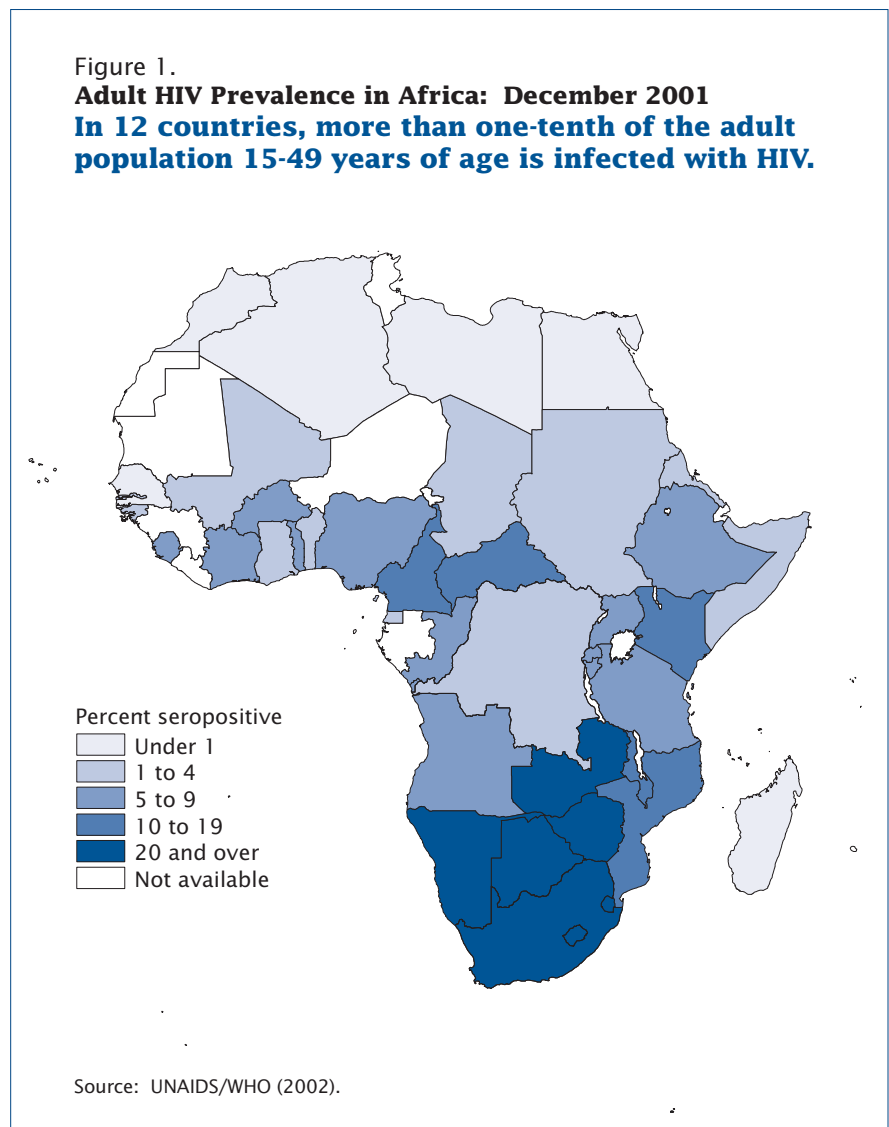 Figure 1.
Adult HIV Prevalence in Africa:  December 2001
In 12 countries, more than one-tenth of the adult
population 15-49 years of age is infected with HIV.
Percent seropositive
Under 1
1 to 4
5 to 9
10 to 19
20 and over
Not available
Source:  UNAIDS/WHO (2002).